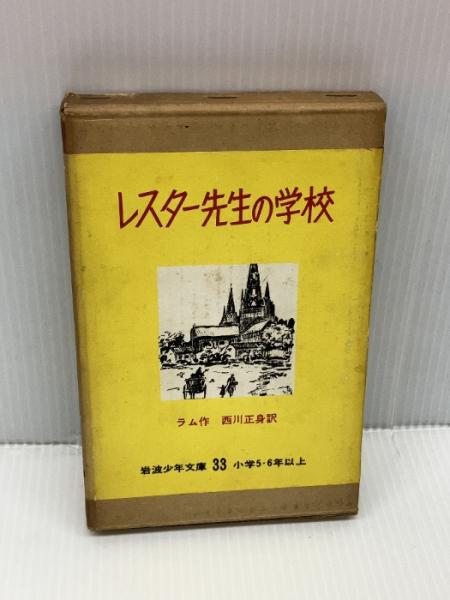 レスター先生の学校
ラム作 西川正身訳
岩波少年文庫 33 小学5・6年以上